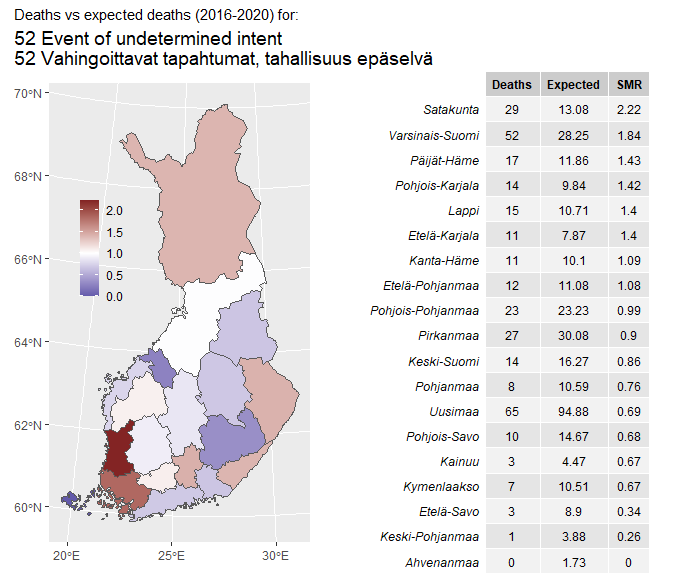 Deaths vs expected deaths (2016-2020) for:
52 Event of undetermined intent
52 Vahingoittavat tapahtumat, tahallisuus epäselvä
Deaths Expected SMR
Satakunta 29 13.08 2.22
Varsinais-Suomi 52 28.25 1.84
Päijät-Häme 17 11.86 1.43
Pohjois-Karjala 14 9.84 1.42
Lappi 15 10.71 1.4
Etelä-Karjala 11 7.87 1.4
Kanta-Häme 11 10.1 1.09
Etelä-Pohjanmaa 12 11.08 1.08
Pohjois-Pohjanmaa 23 23.23 0.99
Pirkanmaa 27 30.08 0.9
Keski-Suomi 14 16.27 0.86
Pohjanmaa 8 10.59 0.76
Uusimaa 65 94.88 0.69
Pohjois-Savo 10 14.67 0.68
Kainuu 3 4.47 0.67
Kymenlaakso 7 10.51 0.67
Etelä-Savo 3 8.9 0.34
Keski-Pohjanmaa 1 3.88 0.26
Ahvenanmaa 0 1.73 0
70°N
68°N
66°N
64°N
62°N
60°N
2.0
1.5
1.0
0.5
0.0
20°E 25°E 30°E